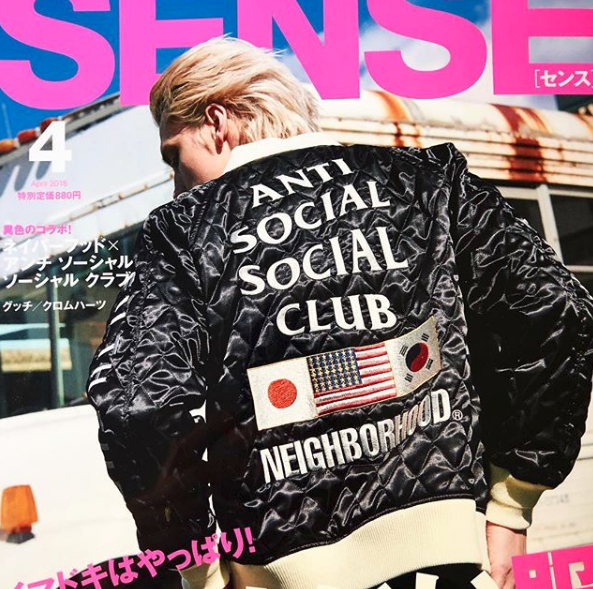 SENSE
[センス]
4
April 2018
特別定価880円
異色のコラボ!
ネイバーフッド×
アンチ ソーシャル
ソーシャル クラブ
グッチ/クロムハーツ
ANTI
SOCIAL
SOCIAL
CLUB
NEIGHBORHOOD®
イマドキはやっぱり!